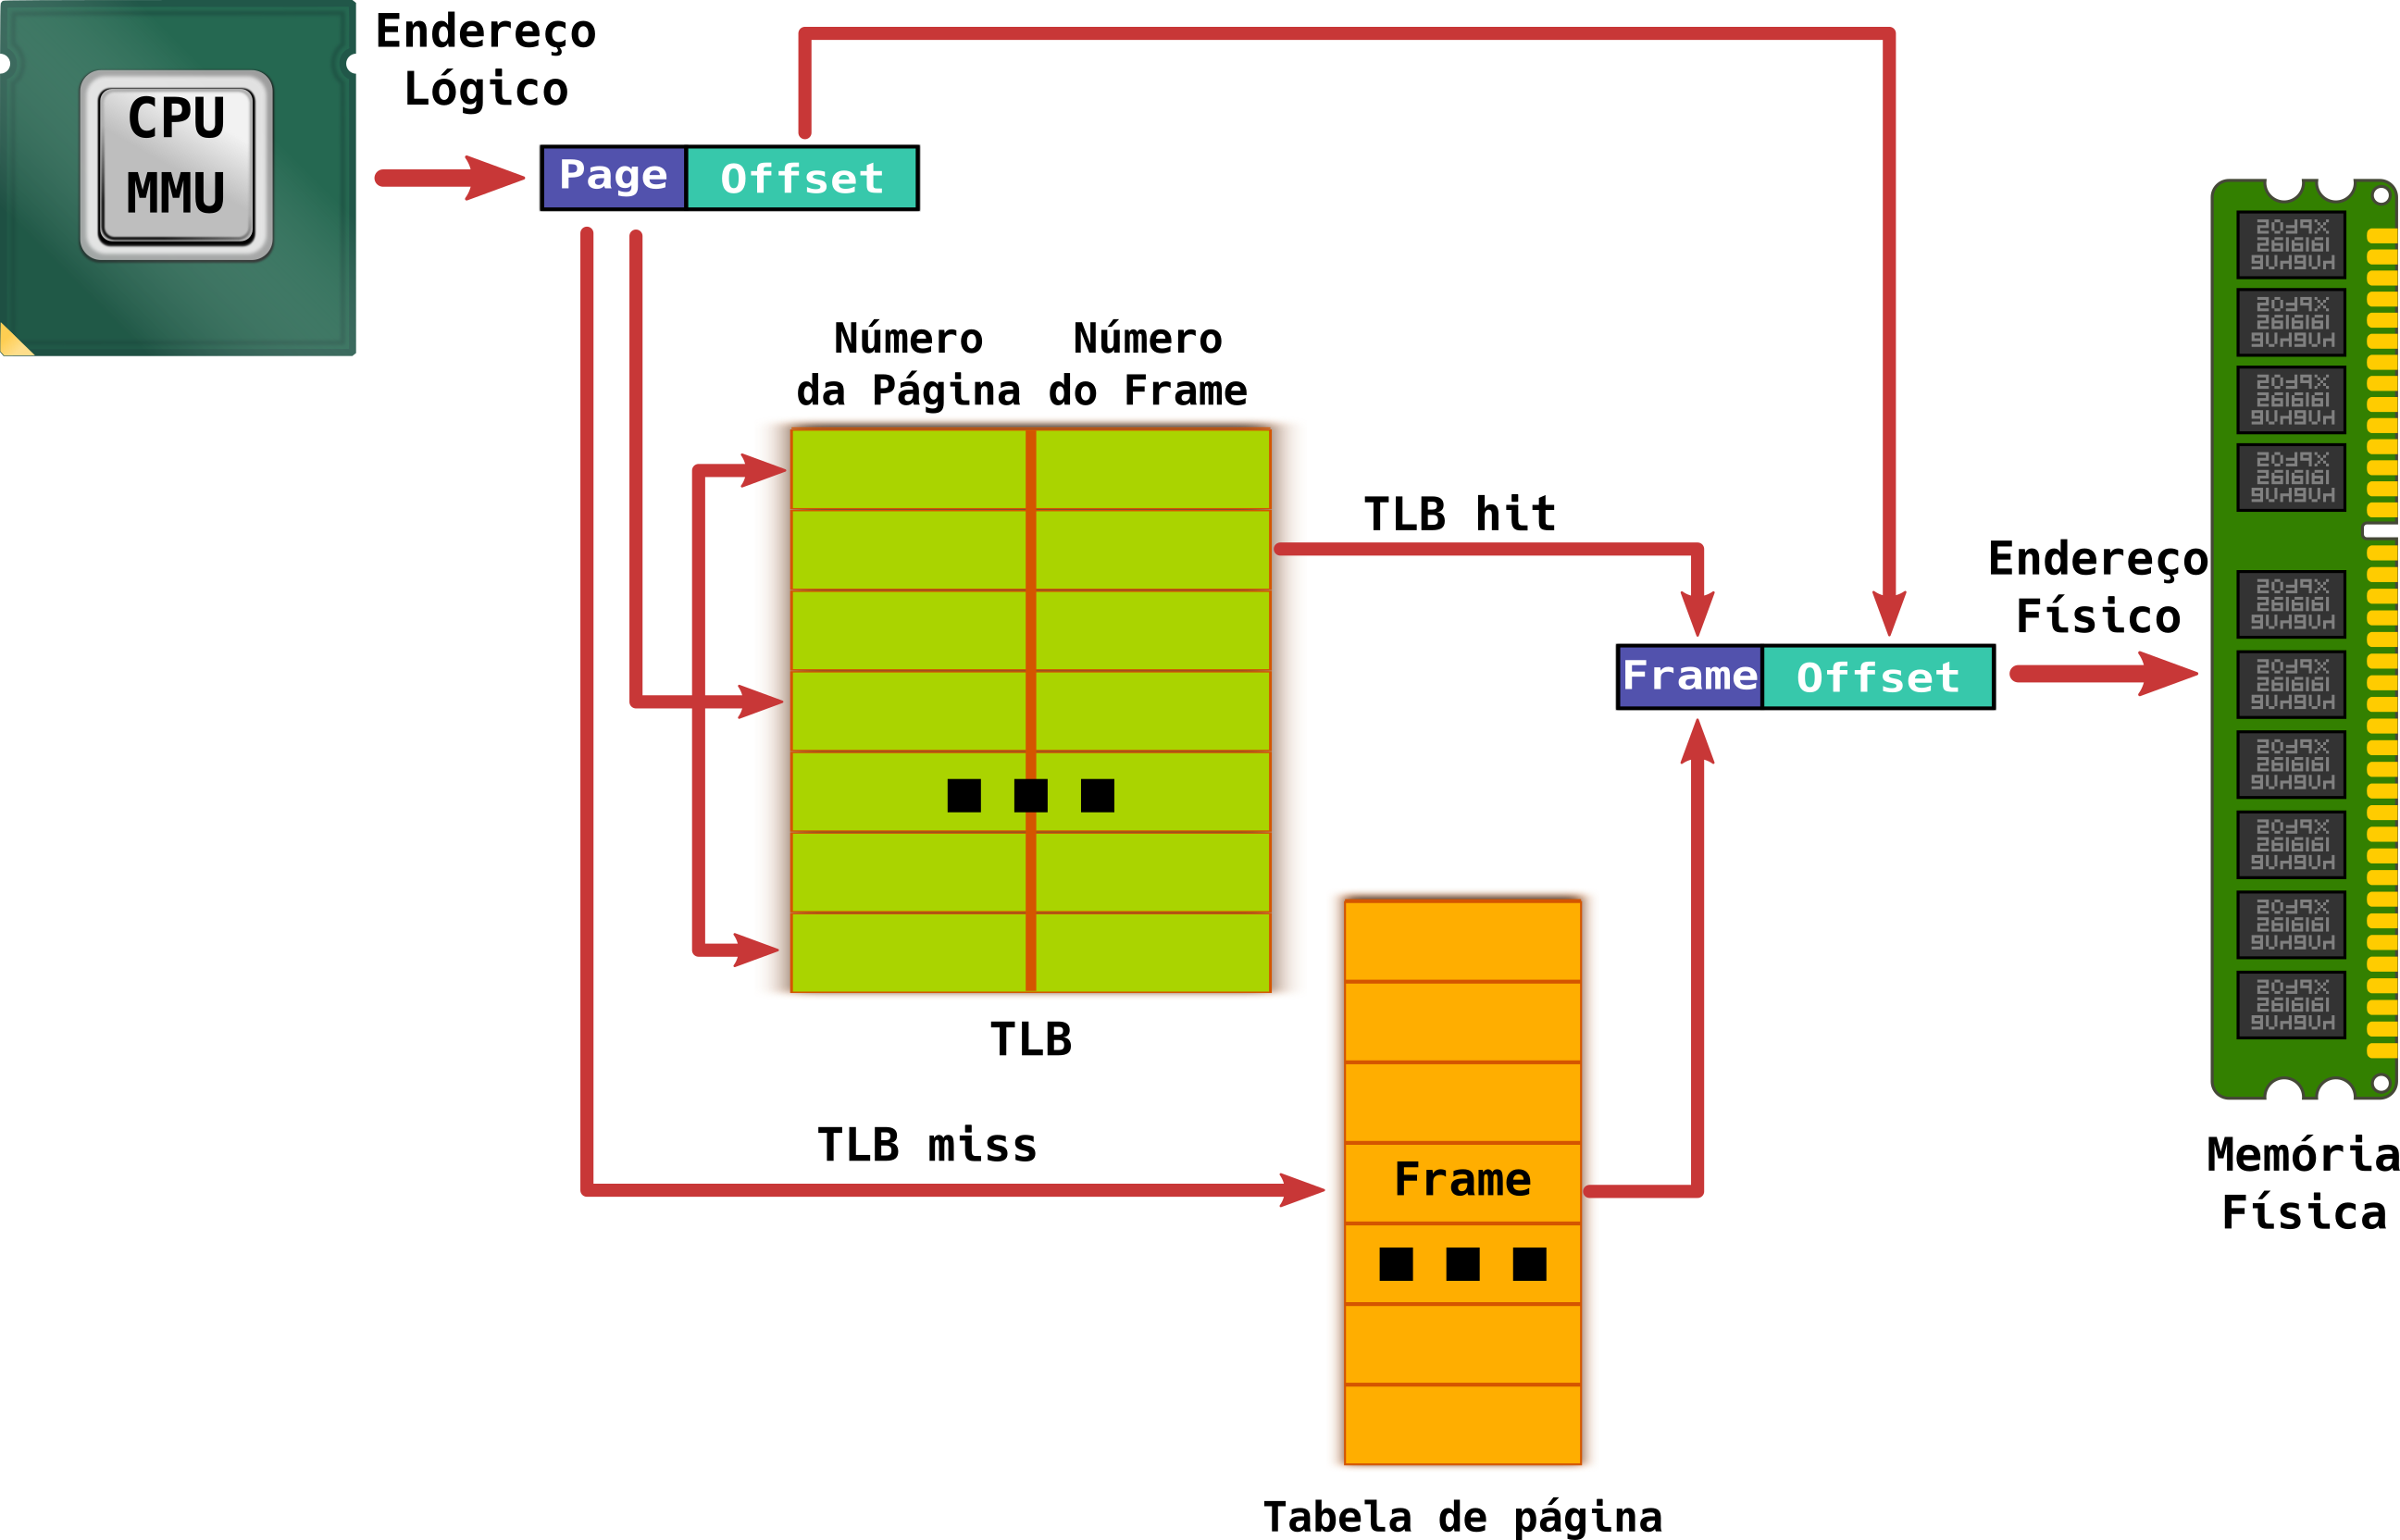 Endereço
Lógico
CPU
MMU
Page Offset
Número
da Página
Número
do Frame
TLB hit
Endereço
Físico
Frame Offset
TLB
TLB miss
Frame
Memória
Física
Tabela de página